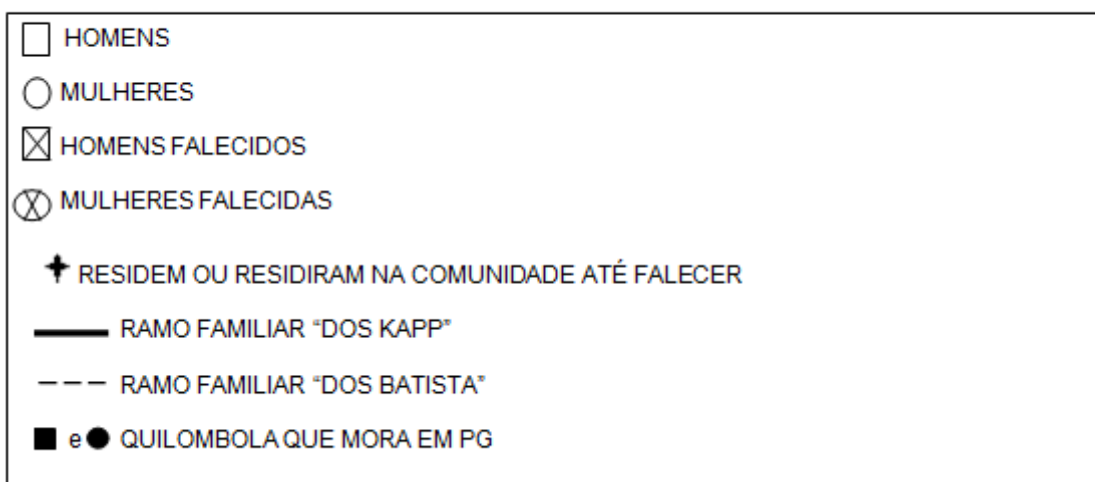 HOMENS
MULHERES
HOMENS FALECIDOS
MULHERES FALECIDAS
RESIDEM OU RESIDIRAM NA COMUNIDADE ATÉ FALECER
RAMO FAMILIAR “DOS KAPP”
RAMO FAMILIAR “DOS BATISTA”
e QUILOMBOLA QUE MORA EM PG